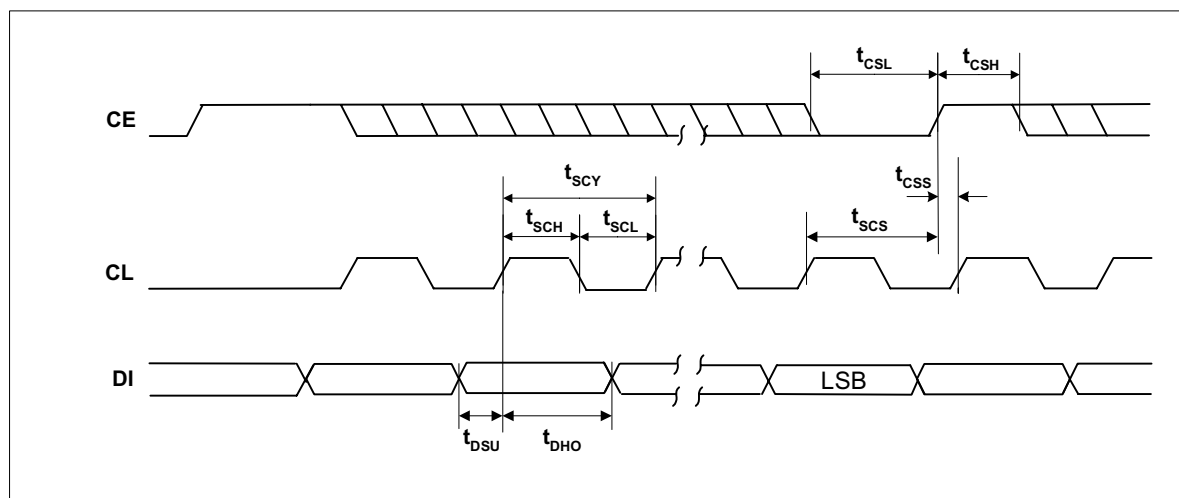 tCSL
tCSH
CE
tSCY
tCSS
tSCH
tSCL
tSCS
CL
DI
LSB
tDSU
tDHO